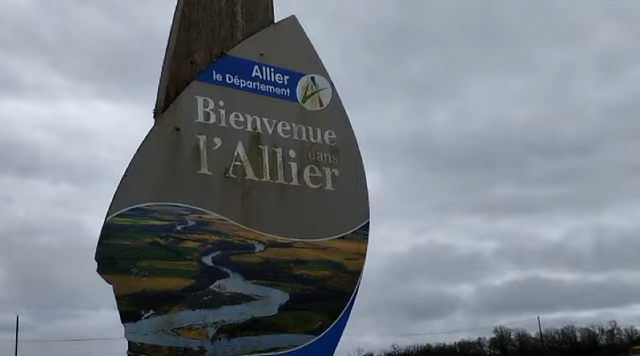 Allier
le Département
Bienvenue
dans
l'Allier